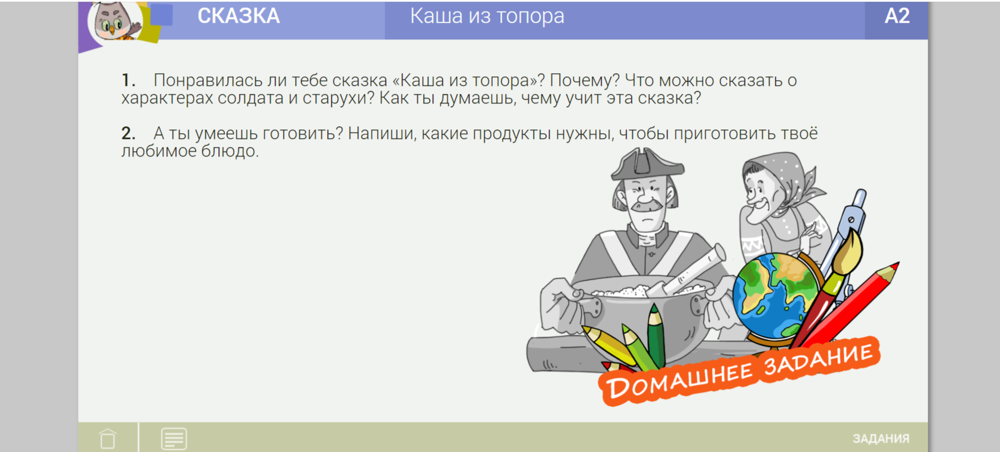 СКАЗКА
Каша из топора
А2
1. Понравилась ли тебе сказка «Каша из топора»? Почему? Что можно сказать о
характерах солдата и старухи? Как ты думаешь, чему учит эта сказка?
2. А ты умеешь готовить? Напиши, какие продукты нужны, чтобы приготовить твоё
любимое блюдо.
ДОМАШНЕЕ ЗАДАНИЕ
ЗАДАНИЯ